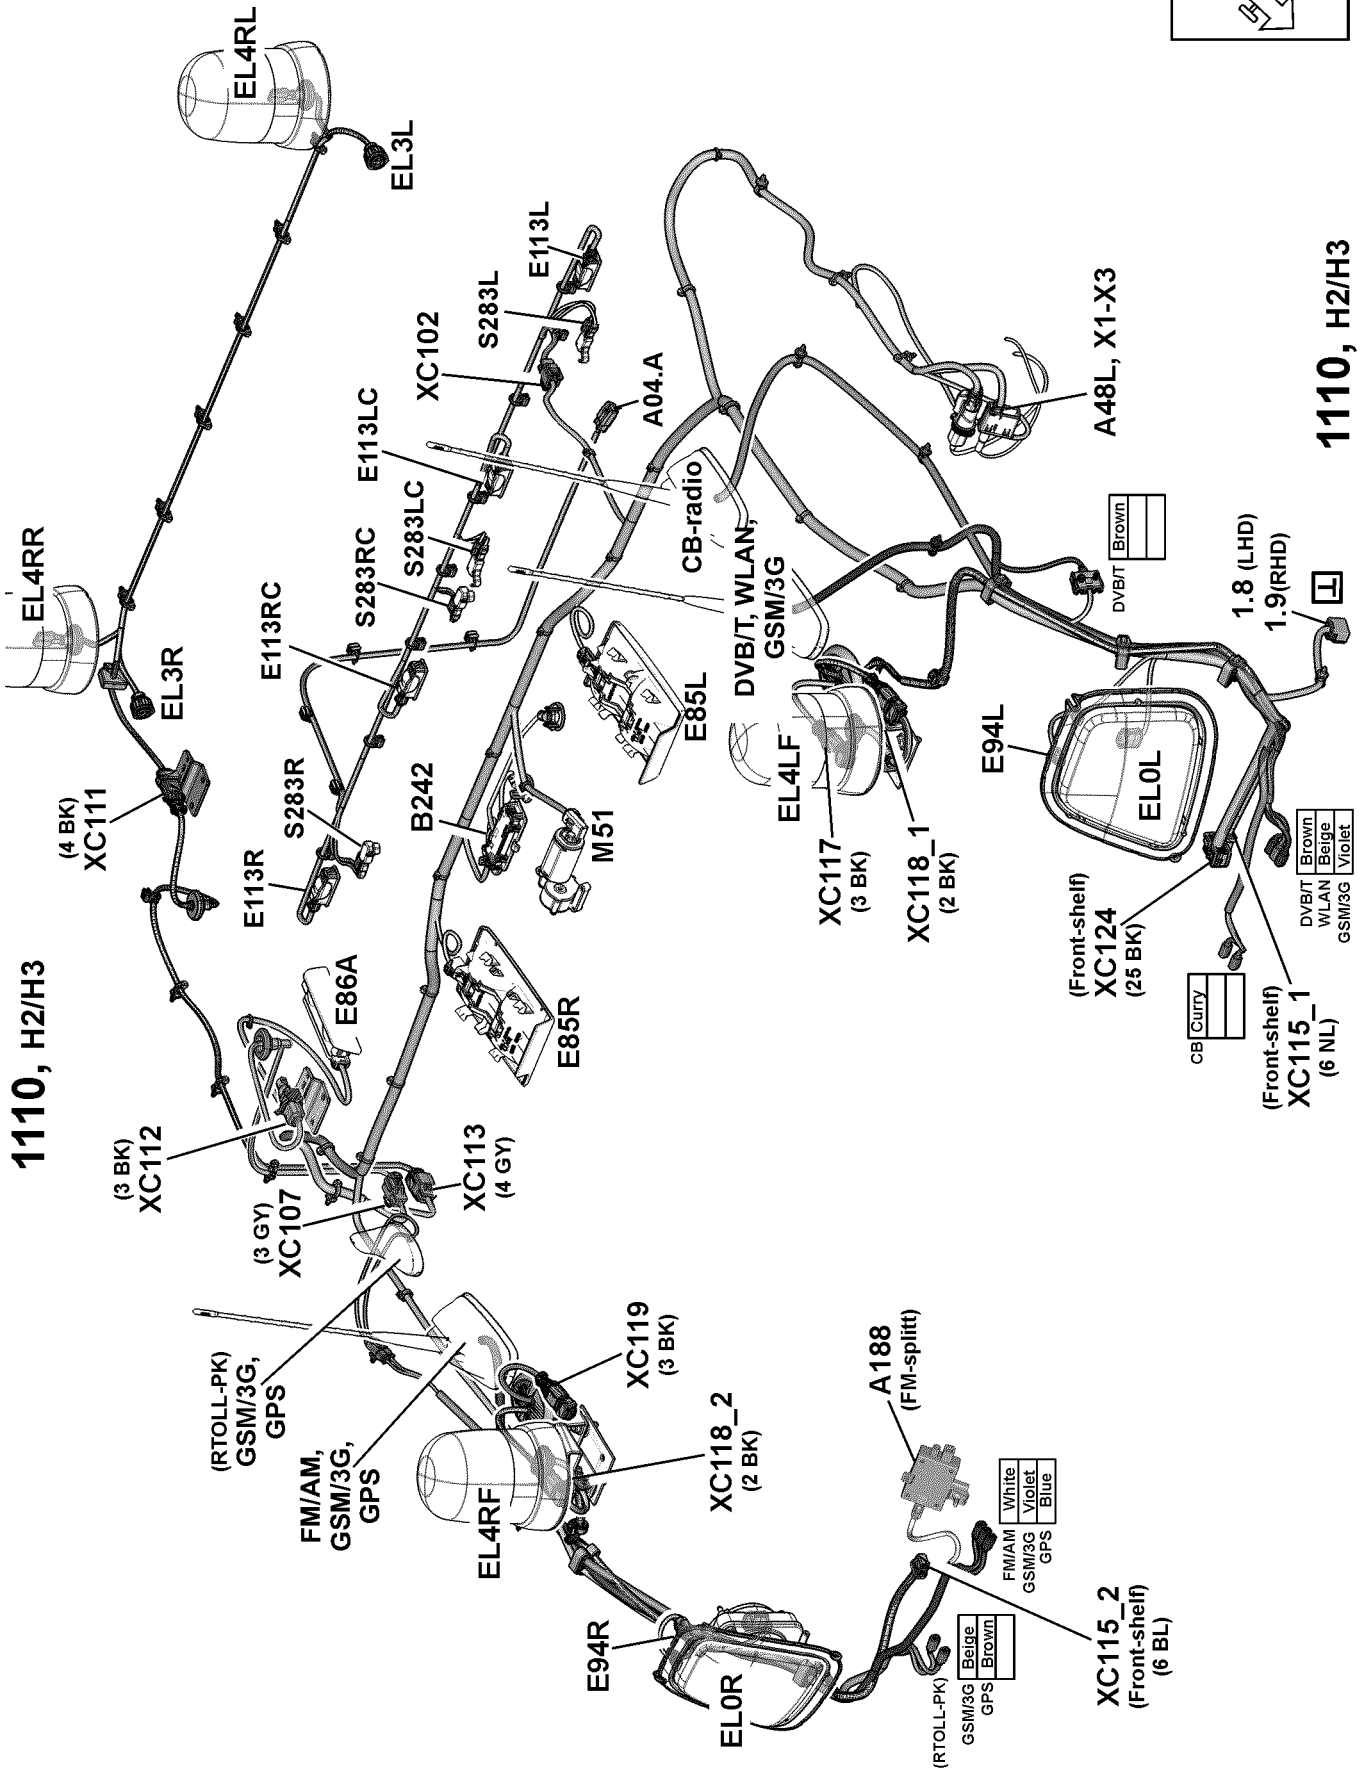 1110, H2/H3
EL4RL
EL3L
EL4RR
EL3R
(4 BK)
XC111
E113L
S283L
XC102
A04.A
E113LC
S283LC
S283RC
E113RC
S283R
E113R
CB-radio
DVB/T, WLAN,
GSM/3G
A48L, X1-X3
1110, H2/H3
B242
M51
E85L
E85R
E86A
(3 BK)
XC112
(3 GY)
XC107
XC113
(4 GY)
(RTOLL-PK)
GSM/3G,
GPS
FM/AM,
GSM/3G,
GPS
EL4LF
XC117
(3 BK)
XC118_1
(2 BK)
E94L
EL0L
DVB/T Brown
1.8 (LHD)
1.9(RHD)
(Front-shelf)
XC124
(25 BK)
DVB/T Brown
WLAN Beige
GSM/3G Violet
CB Curry
(Front-shelf)
XC115_1
(6 NL)
XC119
(3 BK)
XC118_2
(2 BK)
EL4RF
E94R
EL0R
A188
(FM-splitt)
FM/AM White
GSM/3G Violet
GPS Blue
(RTOLL-PK)
GSM/3G Beige
GPS Brown
XC115_2
(Front-shelf)
(6 BL)
H